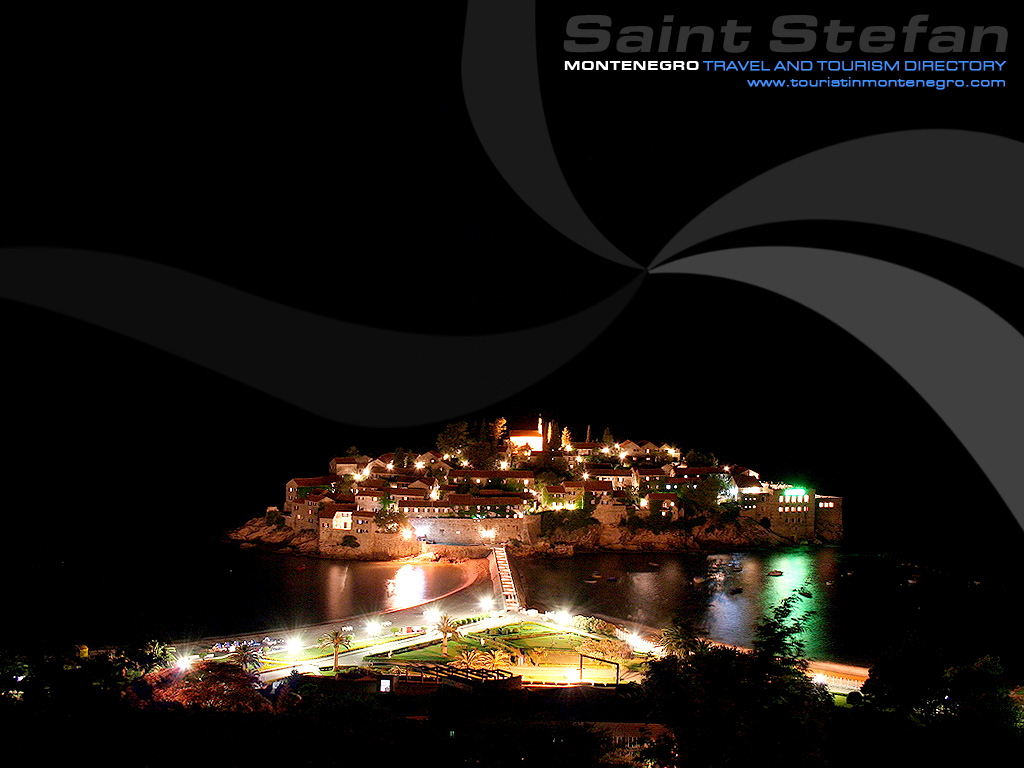 Saint Stefan
MONTENEGRO TRAVEL AND TOURISM DIRECTORY
www.touristinmontenegro.com